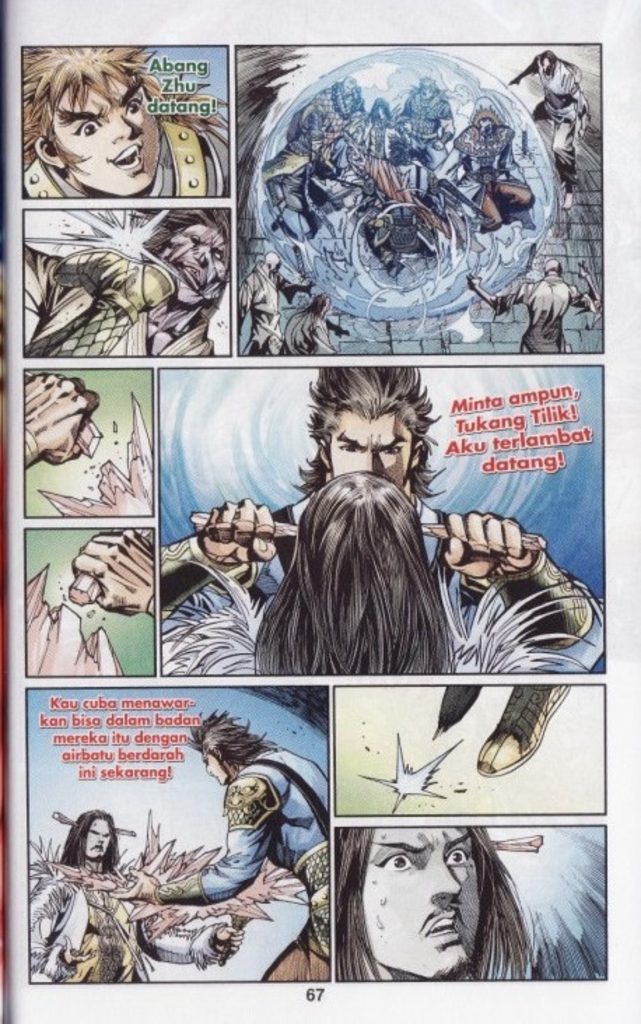 Abang
Zhu
datang!
Minta ampun,
Tukang Tilik!
Aku terlambat
datang!
Kau cuba menawar-
kan bisa dalam badan
mereka itu dengan
airbatu berdarah
ini sekarang!
67